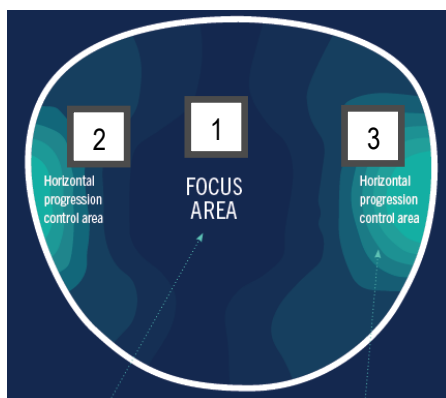 1
2
3
FOCUS
AREA
Horizontal
progression
control area
Horizontal
progression
control area